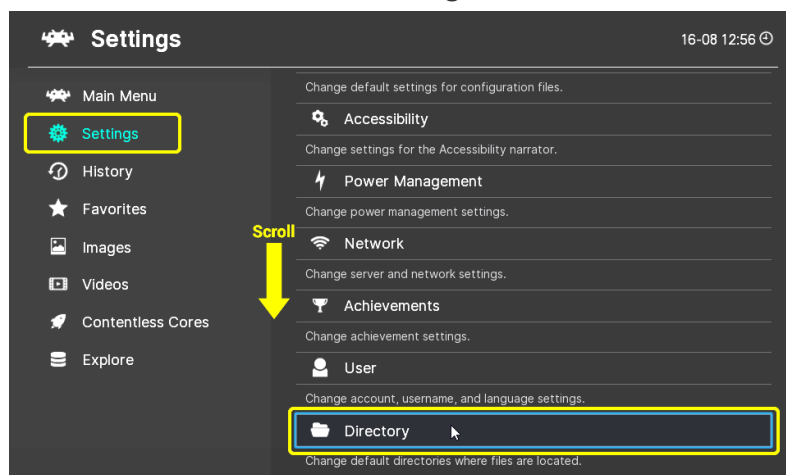 Settings
16-08 12:56
Main Menu
Settings
History
Favorites
Images
Videos
Contentless Cores
Explore
Scroll
Change default settings for configuration files.
Accessibility
Change settings for the Accessibility narrator.
Power Management
Change power management settings.
Network
Change server and network settings.
Achievements
Change achievement settings.
User
Change account, username, and language settings.
Directory
Change default directories where files are located.